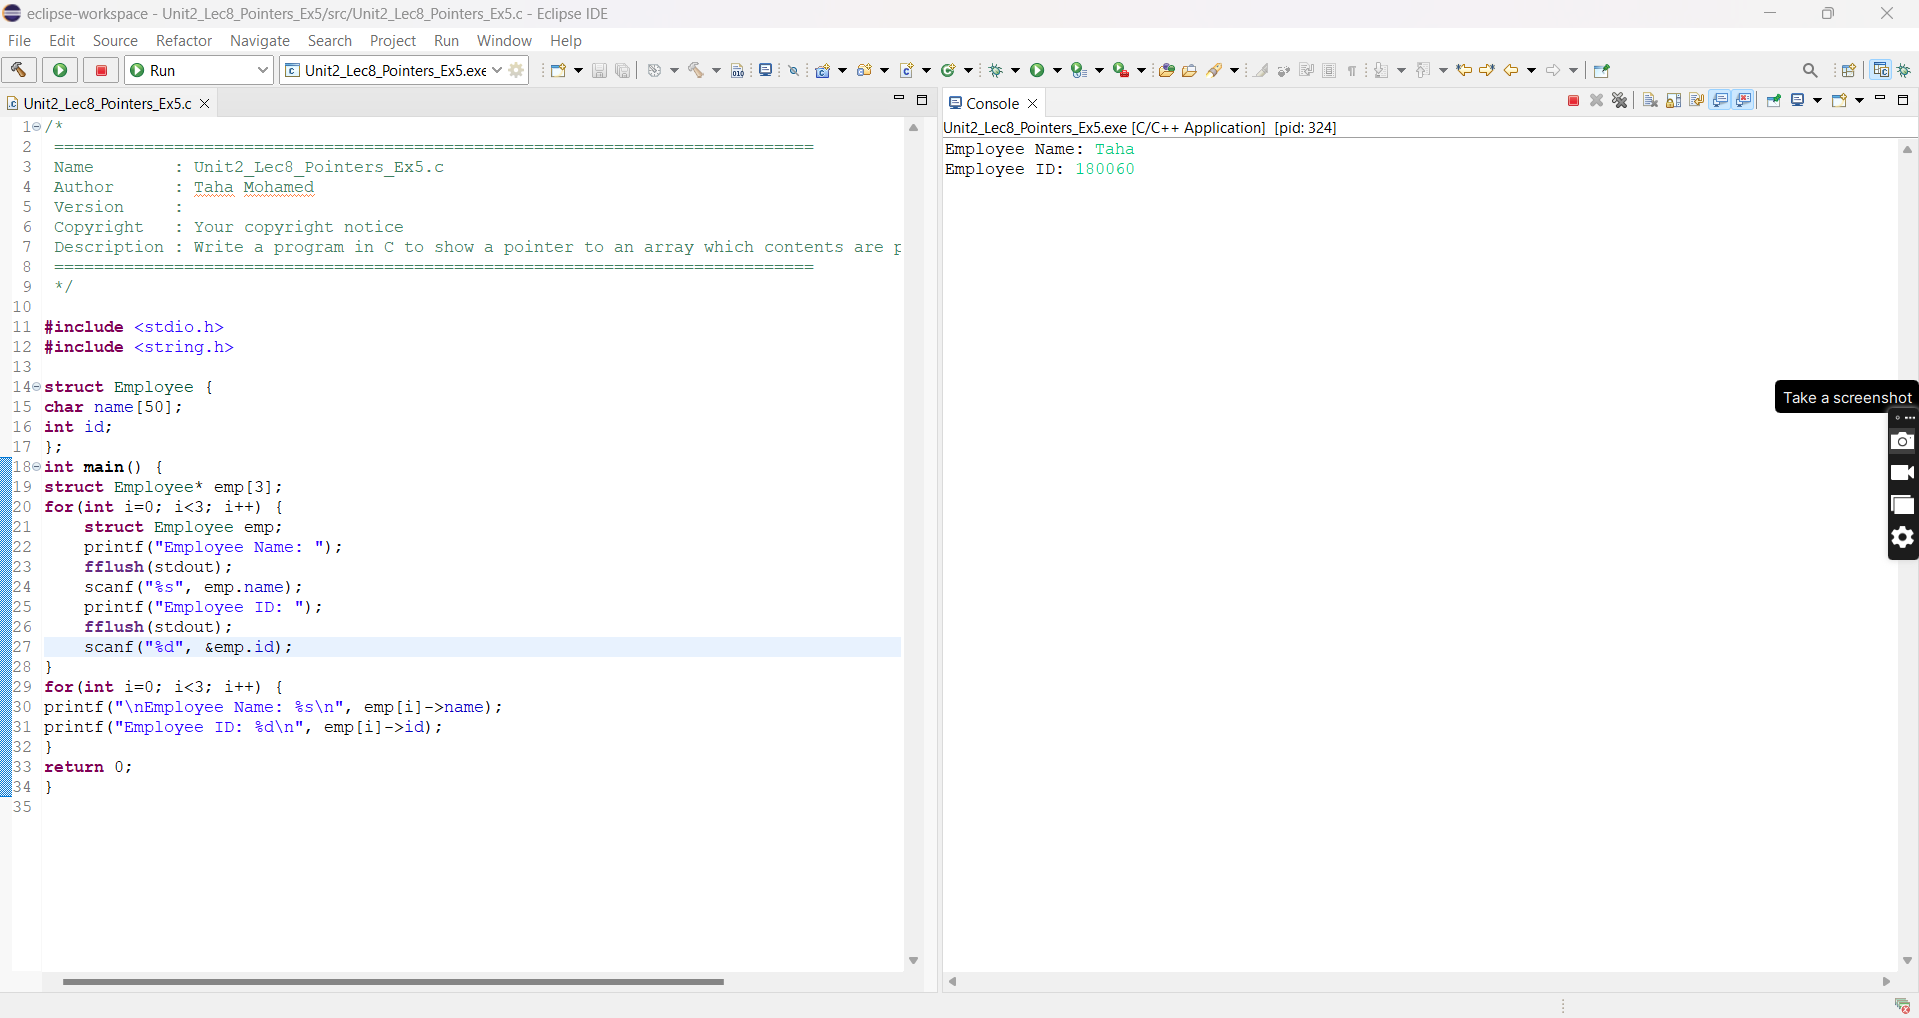 eclipse-workspace - Unit2_Lec8_Pointers_Ex5/src/Unit2_Lec8_Pointers_Ex5.c - Eclipse IDE
File Edit Source Refactor Navigate Search Project Run Window Help
Run Unit2_Lec8_Pointers_Ex5.exe
Unit2_Lec8_Pointers_Ex5.c
1 /*
2 ============================================================================
3 Name : Unit2_Lec8_Pointers_Ex5.c
4 Author : Taha Mohamed
5 Version :
6 Copyright : Your copyright notice
7 Description : Write a program in C to show a pointer to an array which contents are p
8 ============================================================================
9 */
10
11 #include <stdio.h>
12 #include <string.h>
13
14 struct Employee {
15 char name[50];
16 int id;
17 };
18 int main() {
19 struct Employee* emp[3];
20 for(int i=0; i<3; i++) {
21 struct Employee emp;
22 printf("Employee Name: ");
23 fflush(stdout);
24 scanf("%s", emp.name);
25 printf("Employee ID: ");
26 fflush(stdout);
27 scanf("%d", &emp.id);
28 }
29 for(int i=0; i<3; i++) {
30 printf("\nEmployee Name: %s\n", emp[i]->name);
31 printf("Employee ID: %d\n", emp[i]->id);
32 }
33 return 0;
34 }
35
Console
Unit2_Lec8_Pointers_Ex5.exe [C/C++ Application] [pid: 324]
Employee Name: Taha
Employee ID: 180060
Take a screenshot